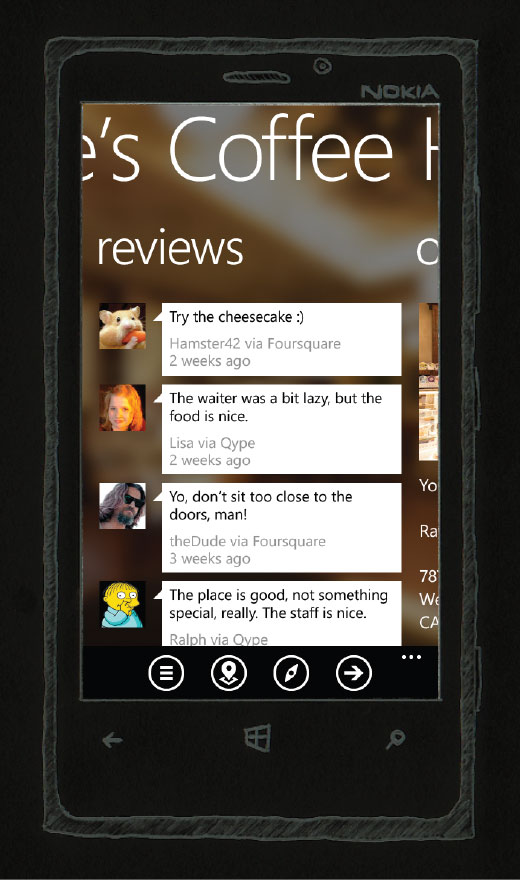 NOKIA
e's Coffee H
reviews
o
Try the cheesecake :)
Hamster42 via Foursquare
2 weeks ago
The waiter was a bit lazy, but the
food is nice.
Lisa via Qype
2 weeks ago
Yo, don't sit too close to the
doors, man!
theDude via Foursquare
3 weeks ago
The place is good, not something
special, really. The staff is nice.
Ralph via Qype
Yo
Ra
787
We
CA